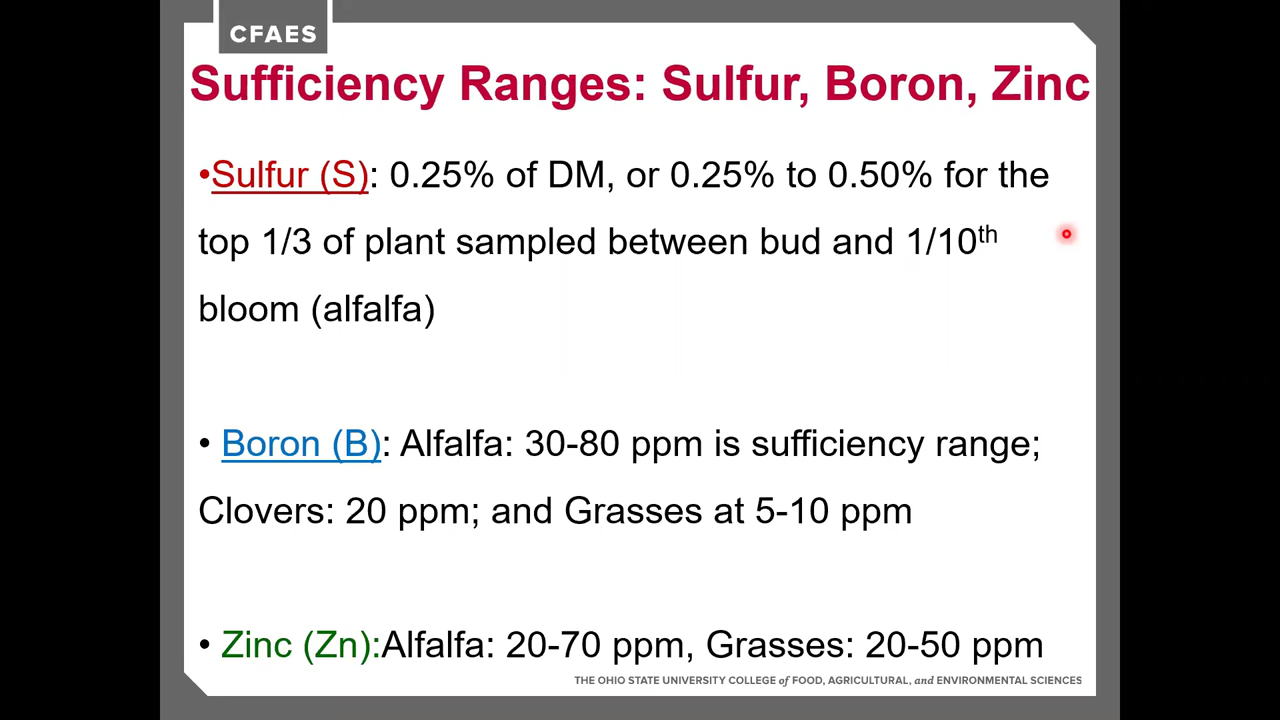 CFAES
Sufficiency Ranges: Sulfur, Boron, Zinc
•Sulfur (S): 0.25% of DM, or 0.25% to 0.50% for the
top 1/3 of plant sampled between bud and 1/10th
bloom (alfalfa)
• Boron (B): Alfalfa: 30-80 ppm is sufficiency range;
Clovers: 20 ppm; and Grasses at 5-10 ppm
• Zinc (Zn):Alfalfa: 20-70 ppm, Grasses: 20-50 ppm
THE OHIO STATE UNIVERSITY COLLEGE of FOOD, AGRICULTURAL, and ENVIRONMENTAL SCIENCES